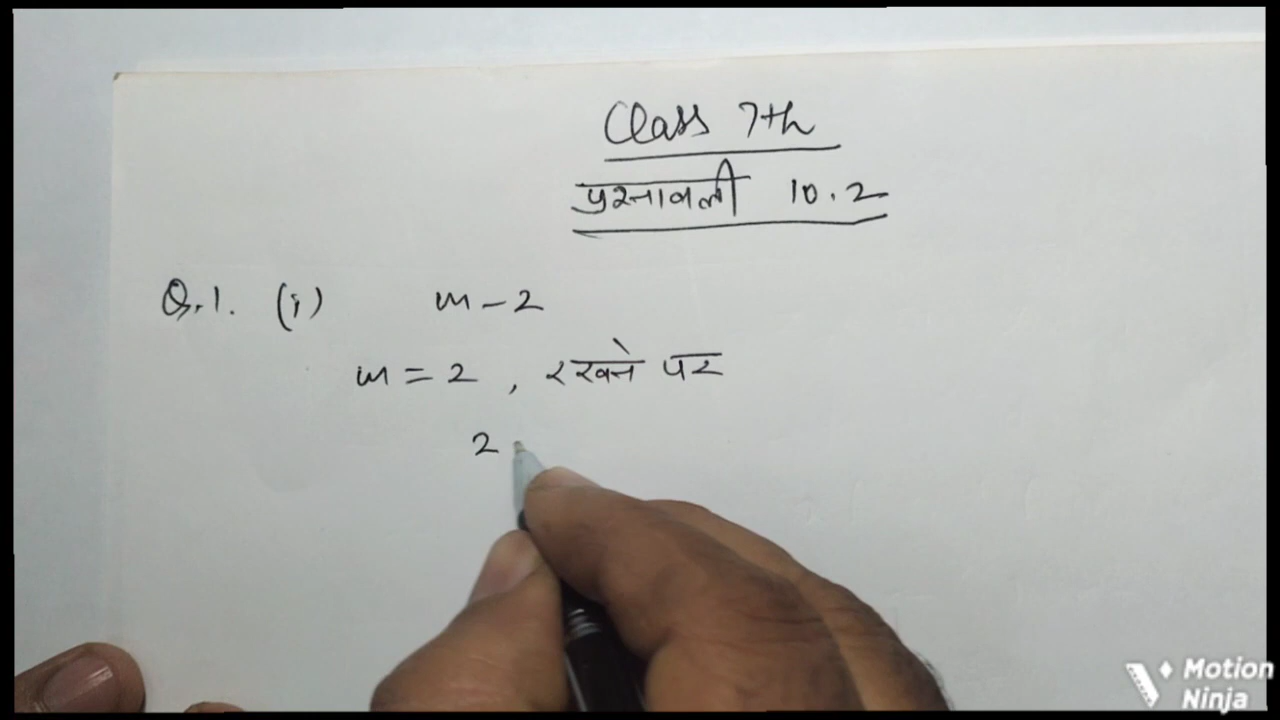 Class 7th
प्रश्नावली 10.2
Q.1. (i) m - 2
m = 2 , रखने पर
2
Motion
Ninja